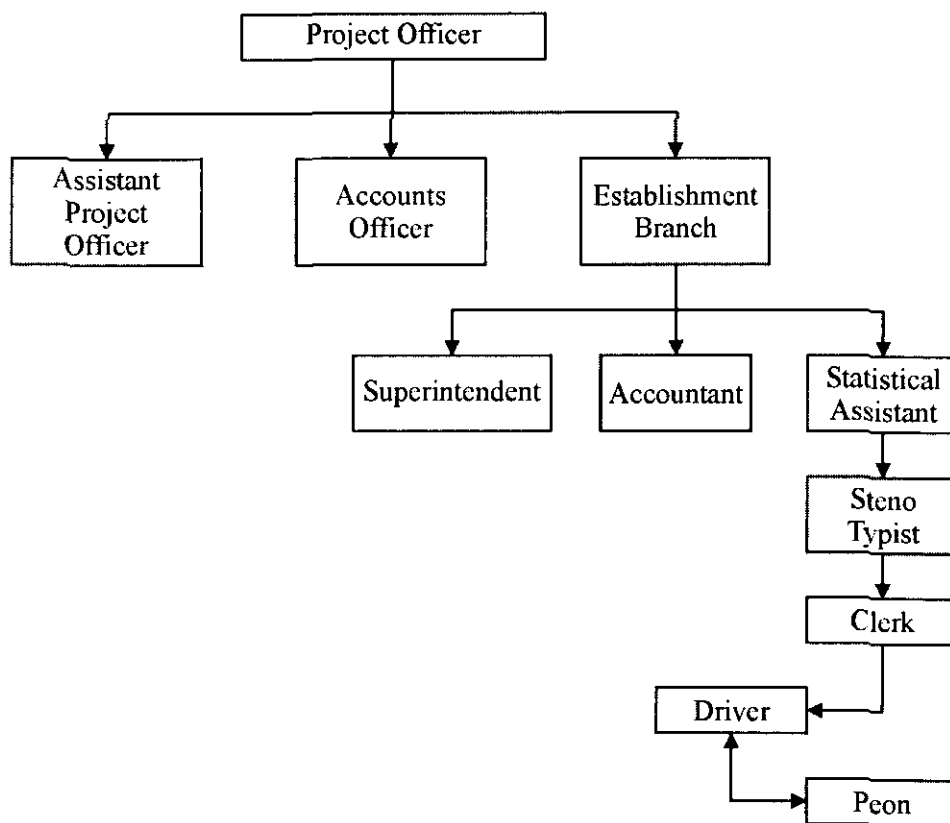 Project Officer
Assistant
Project
Officer
Accounts
Officer
Establishment
Branch
Superintendent
Accountant
Statistical
Assistant
Steno
Typist
Clerk
Driver
Peon